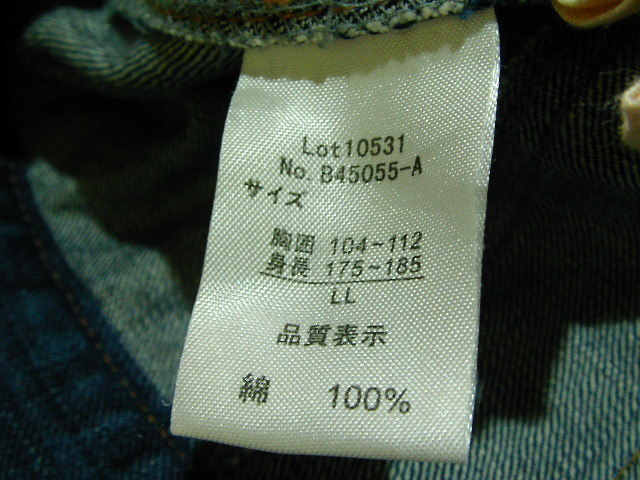 Lot10531
No.B45055-A
サイズ
胸囲 104~112
身長 175~185
LL
品質表示
綿 100%